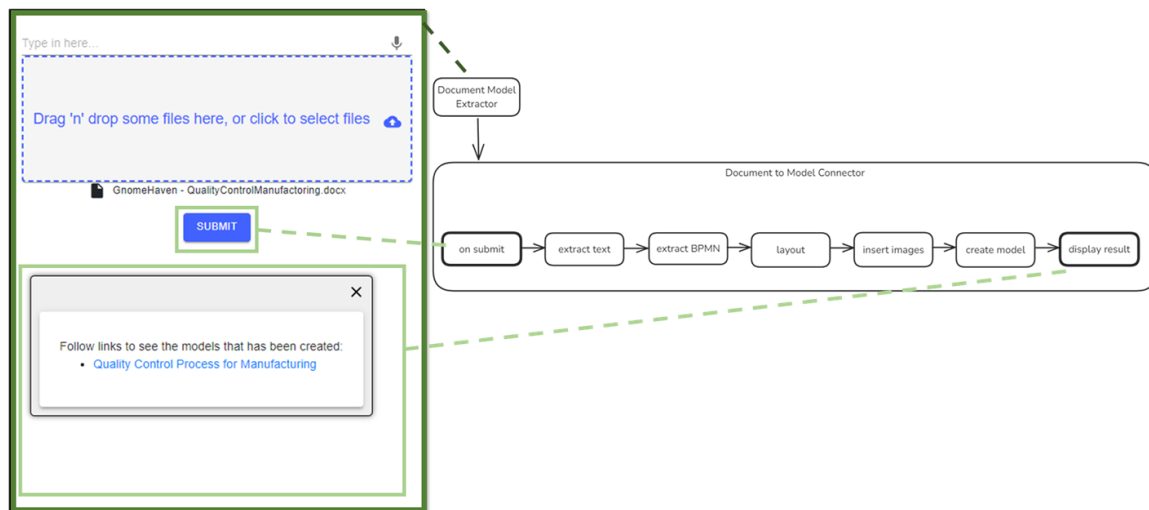 Type in here...
Drag 'n' drop some files here, or click to select files
GnomeHaven - QualityControlManufacturing.docx
SUBMIT
Follow links to see the models that has been created:
• Quality Control Process for Manufacturing
Document Model
Extractor
Document to Model Connector
on submit
extract text
extract BPMN
layout
insert images
create model
display result